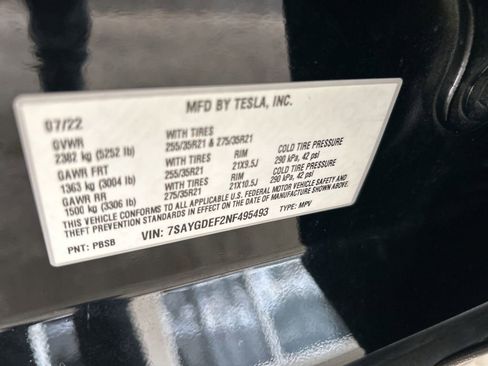 MFD BY TESLA, INC.
07/22
GVWR WITH TIRES COLD TIRE PRESSURE
2382 kg (5252 lb) 255/35R21 & 275/35R21 290 kPa, 42 psi
GAWR FRT WITH TIRES RIM COLD TIRE PRESSURE
1363 kg (3004 lb) 255/35R21 21X9.5J 290 kPa, 42 psi
GAWR RR WITH TIRES RIM
1500 kg (3306 lb) 275/35R21 21X10.5J
THIS VEHICLE CONFORMS TO ALL APPLICABLE U.S. FEDERAL MOTOR VEHICLE SAFETY AND
THEFT PREVENTION STANDARDS IN EFFECT ON THE DATE OF MANUFACTURE SHOWN ABOVE.
PNT: PBSB VIN: 7SAYGDEF2NF495493 TYPE: MPV